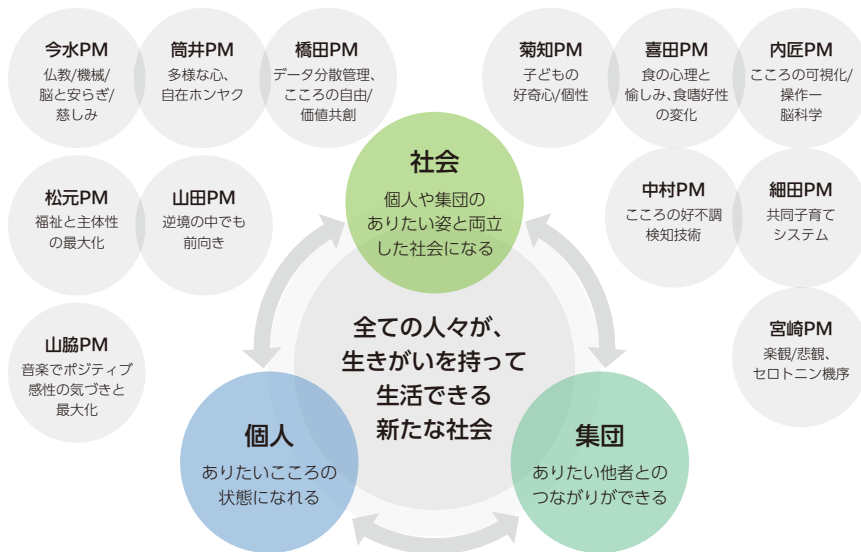 今水PM
仏教/機械/
脳と安らぎ/
慈しみ
筒井PM
多様な心、
自在ホンヤク
橋田PM
データ分散管理、
こころの自由/
価値共創
菊知PM
子どもの
好奇心/個性
喜田PM
食の心理と
愉しみ、食嗜好性
の変化
内匠PM
こころの可視化/
操作ー
脳科学
松元PM
福祉と主体性
の最大化
山田PM
逆境の中でも
前向き
社会
個人や集団の
ありたい姿と両立
した社会になる
中村PM
こころの好不調
検知技術
細田PM
共同子育て
システム
山脇PM
音楽でポジティブ
感性の気づきと
最大化
全ての人々が、
生きがいを持って
生活できる
新たな社会
宮崎PM
楽観/悲観、
セロトニン機序
個人
ありたいこころの
状態になれる
集団
ありたい他者との
つながりができる